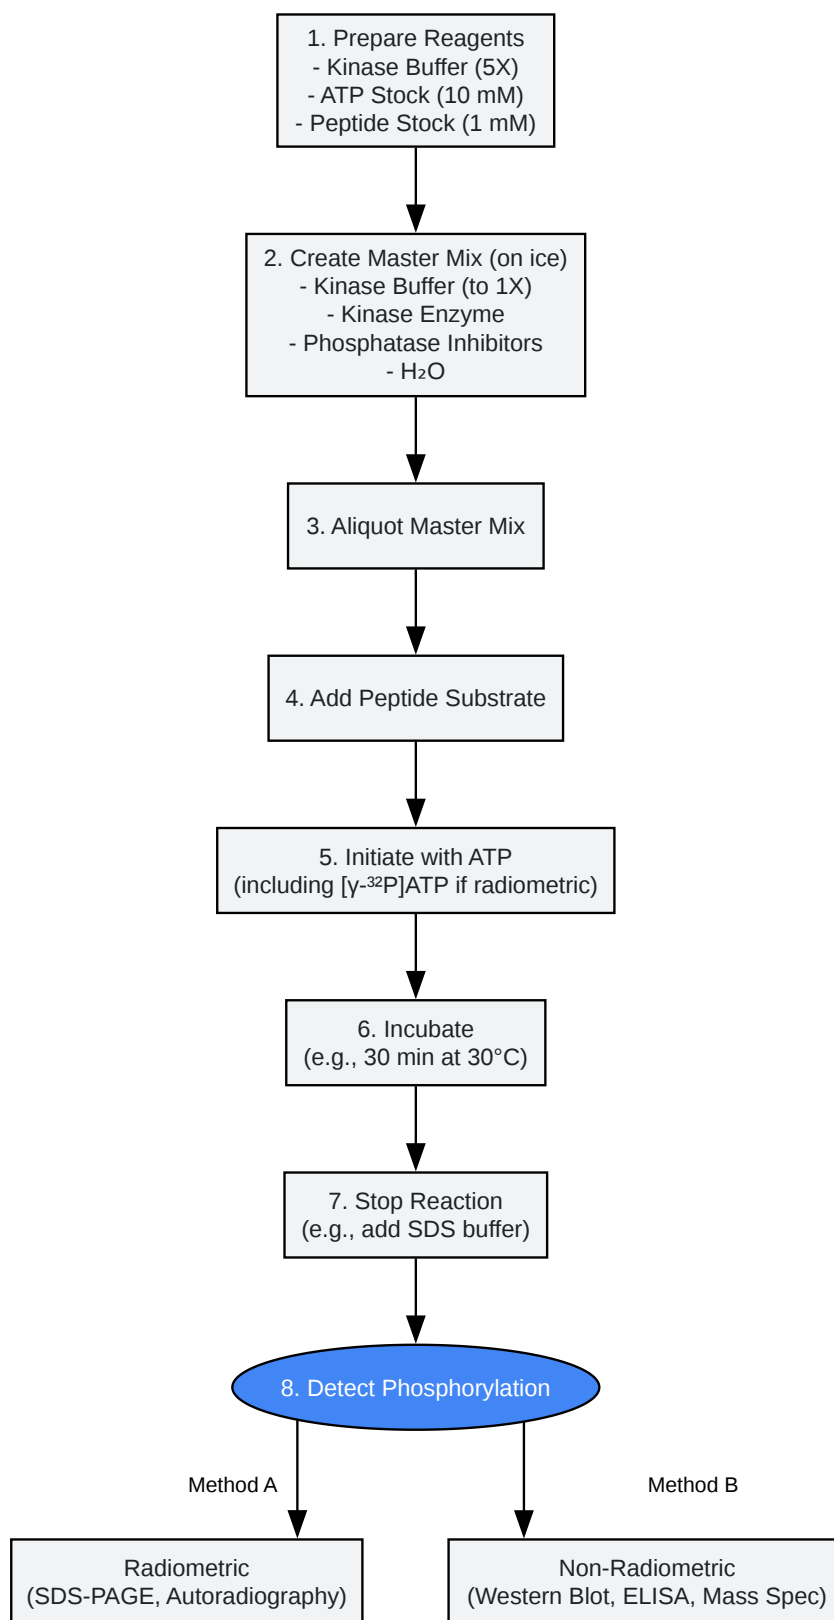 1. Prepare Reagents
- Kinase Buffer (5X)
- ATP Stock (10 mM)
- Peptide Stock (1 mM)
2. Create Master Mix (on ice)
- Kinase Buffer (to 1X)
- Kinase Enzyme
- Phosphatase Inhibitors
- H₂O
3. Aliquot Master Mix
4. Add Peptide Substrate
5. Initiate with ATP
(including [γ-³²P]ATP if radiometric)
6. Incubate
(e.g., 30 min at 30°C)
7. Stop Reaction
(e.g., add SDS buffer)
8. Detect Phosphorylation
Method A
Method B
Radiometric
(SDS-PAGE, Autoradiography)
Non-Radiometric
(Western Blot, ELISA, Mass Spec)